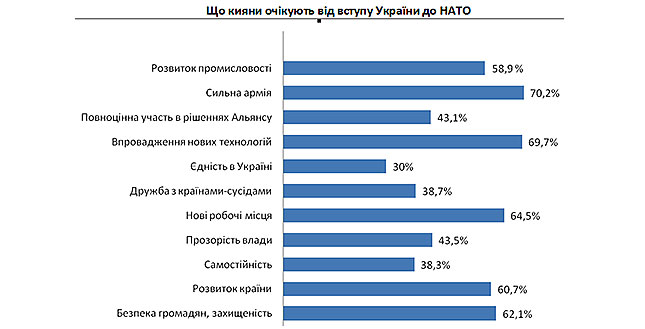 Що кияни очікують від вступу України до НАТО
Розвиток промисловості 58,9%
Сильна армія 70,2%
Повноцінна участь в рішеннях Альянсу 43,1%
Впровадження нових технологій 69,7%
Єдність в Україні 30%
Дружба з країнами-сусідами 38,7%
Нові робочі місця 64,5%
Прозорість влади 43,5%
Самостійність 38,3%
Розвиток країни 60,7%
Безпека громадян, захищеність 62,1%